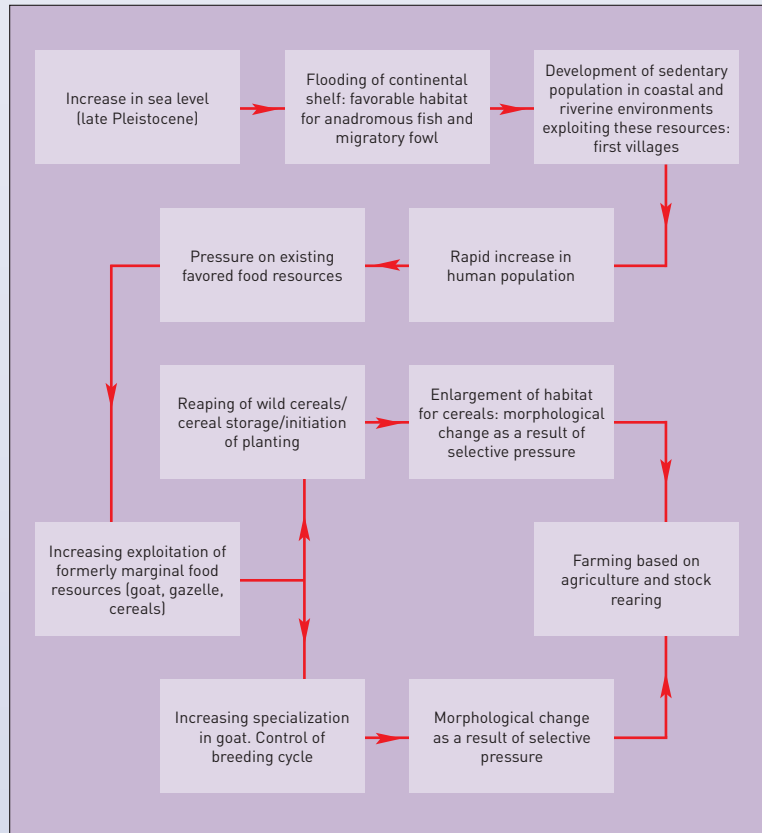 Increase in sea level
(late Pleistocene)
Flooding of continental
shelf: favorable habitat
for anadromous fish and
migratory fowl
Development of sedentary
population in coastal and
riverine environments
exploiting these resources:
first villages
Rapid increase in
human population
Pressure on existing
favored food resources
Increasing exploitation of
formerly marginal food
resources (goat, gazelle,
cereals)
Reaping of wild cereals/
cereal storage/initiation
of planting
Enlargement of habitat
for cereals: morphological
change as a result of
selective pressure
Increasing specialization
in goat. Control of
breeding cycle
Morphological change
as a result of selective
pressure
Farming based on
agriculture and stock
rearing